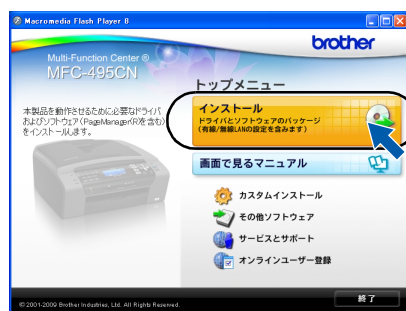 Macromedia Flash Player 8
brother
Multi-Function Center ®
MFC-495CN
トップメニュー
本製品を動作させるために必要なドライバ
およびソフトウェア(PageManager(Rを含む)
をインストールします。
インストール
ドライバとソフトウェアのパッケージ
(有線/無線LANの設定を含みます)
画面で見るマニュアル
カスタムインストール
その他ソフトウェア
サービスとサポート
オンラインユーザー登録
© 2001-2009 Brother Industries, Ltd. All Rights Reserved.
終了